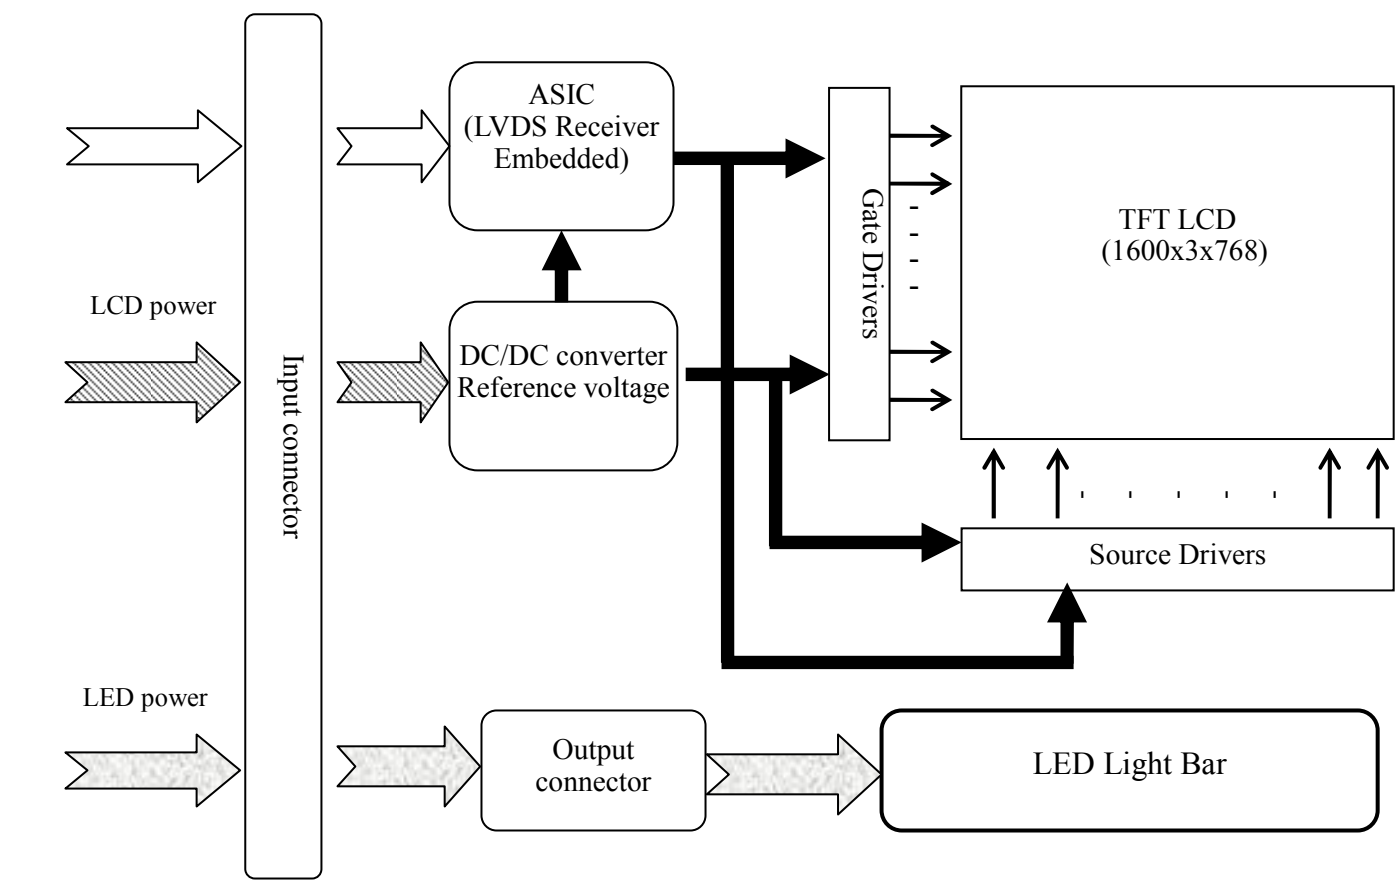 ASIC
(LVDS Receiver
Embedded)
Gate Drivers
TFT LCD
(1600x3x768)
LCD power
Input connector
DC/DC converter
Reference voltage
Source Drivers
LED power
Output
connector
LED Light Bar